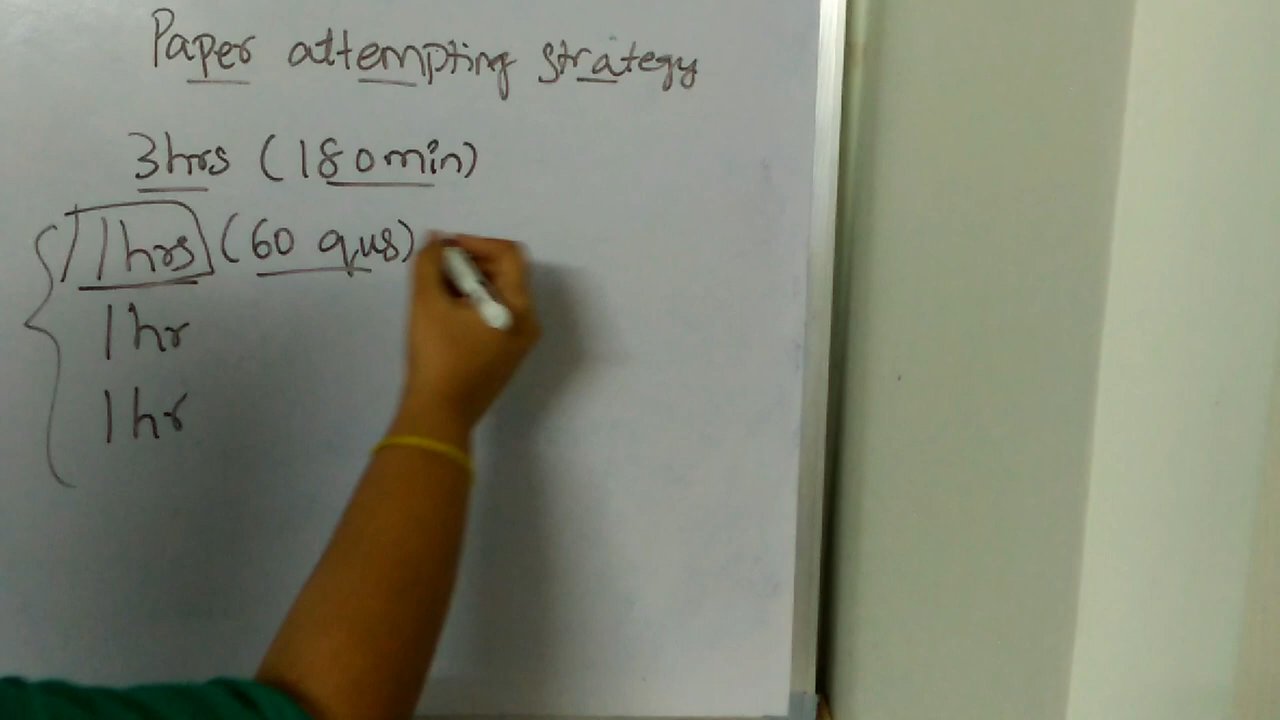 Paper attempting strategy
3hrs (180min)
1hrs (60 qus)
1hr
1hr